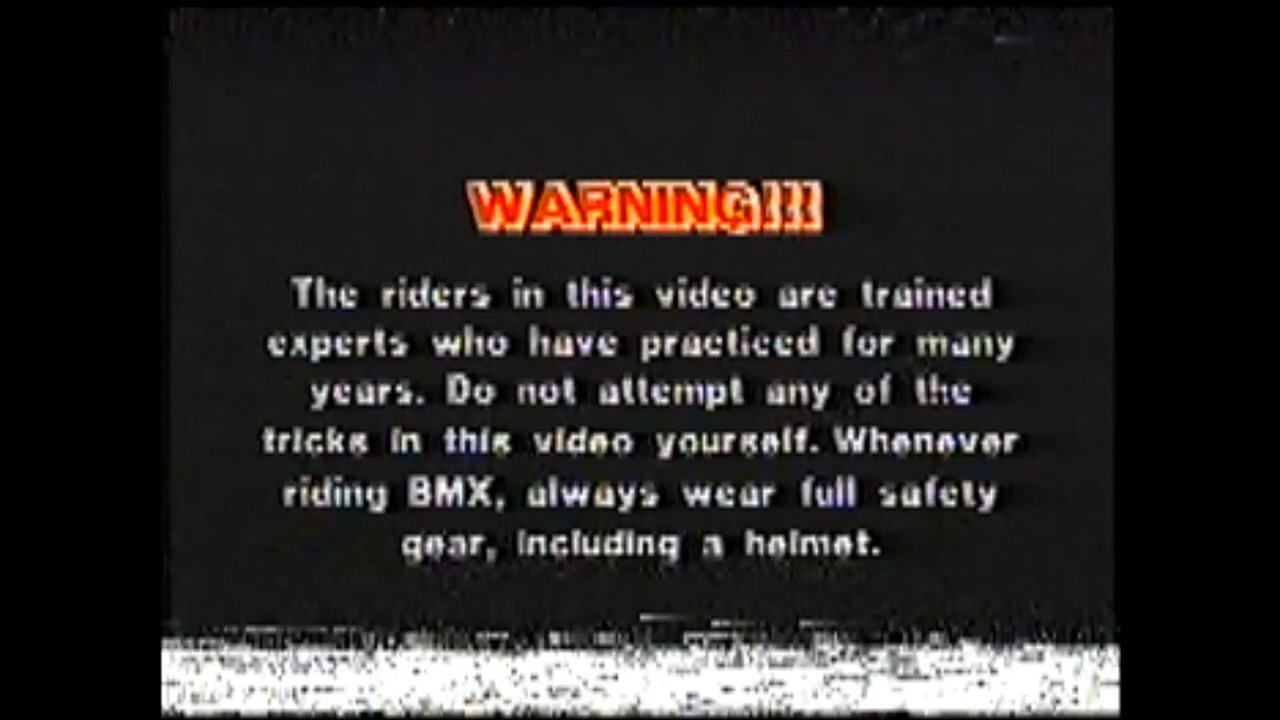 WARNING!!!
The riders in this video are trained
experts who have practiced for many
years. Do not attempt any of the
tricks in this video yourself. Whenever
riding BMX, always wear full safety
gear, including a helmet.